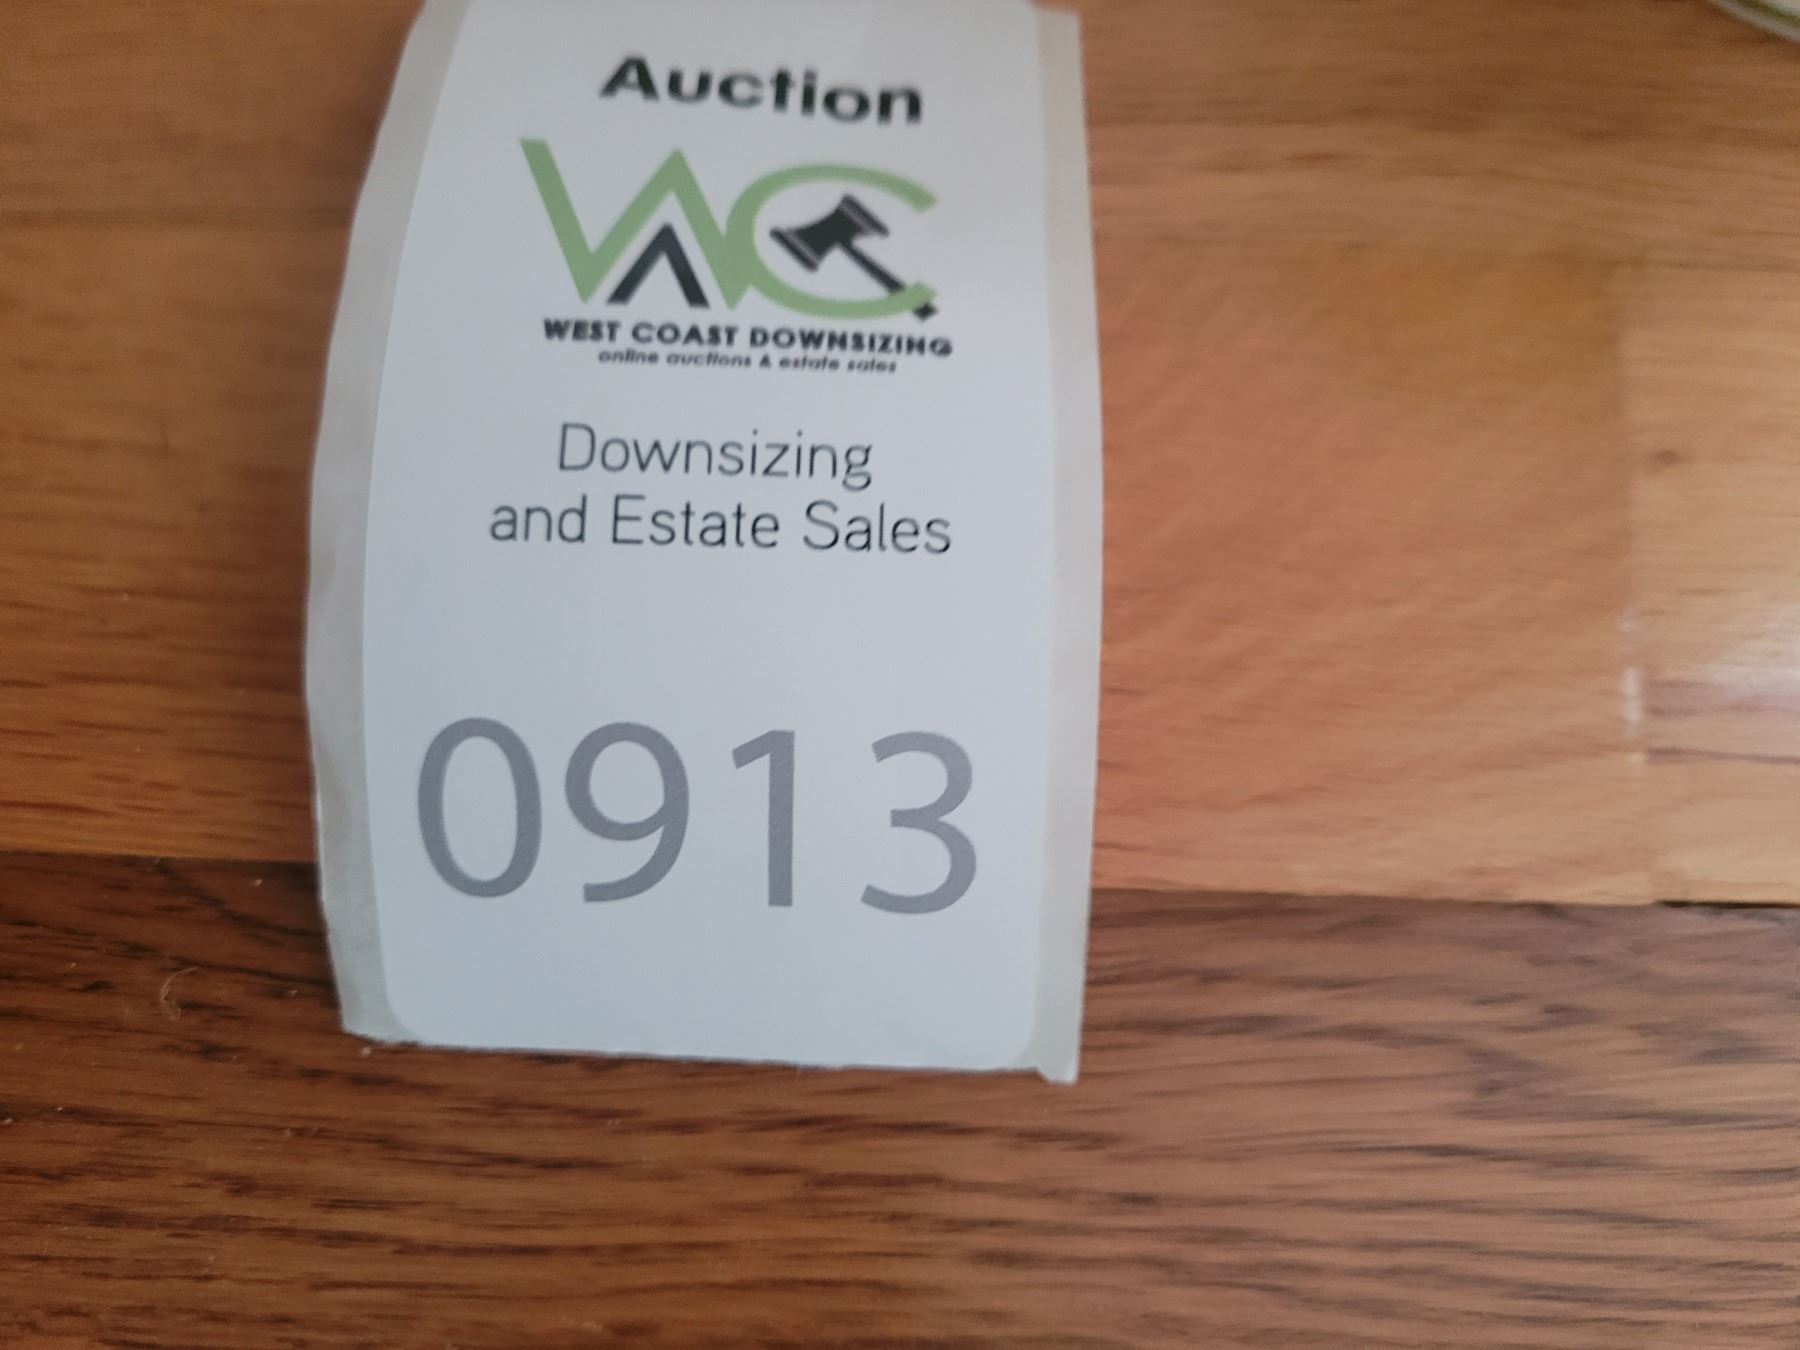 Auction
WC
WEST COAST DOWNSIZING
online auctions & estate sales
Downsizing
and Estate Sales
0913